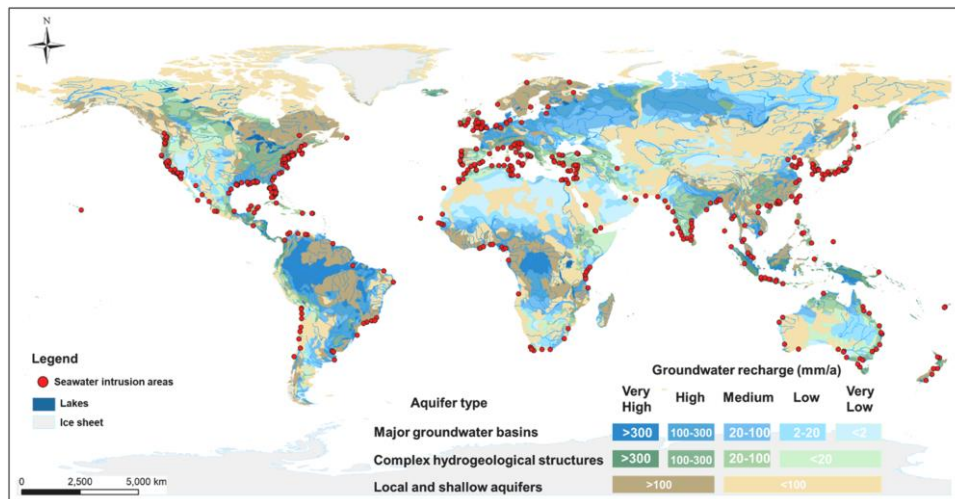 N
Legend
Seawater intrusion areas
Lakes
Ice sheet
0 2,500 5,000 km
Groundwater recharge (mm/a)
Aquifer type
Very High
High
Medium
Low
Very Low
Major groundwater basins
>300 100-300 20-100 2-20 <2
Complex hydrogeological structures
>300 100-300 20-100 <20
Local and shallow aquifers
>100 <100